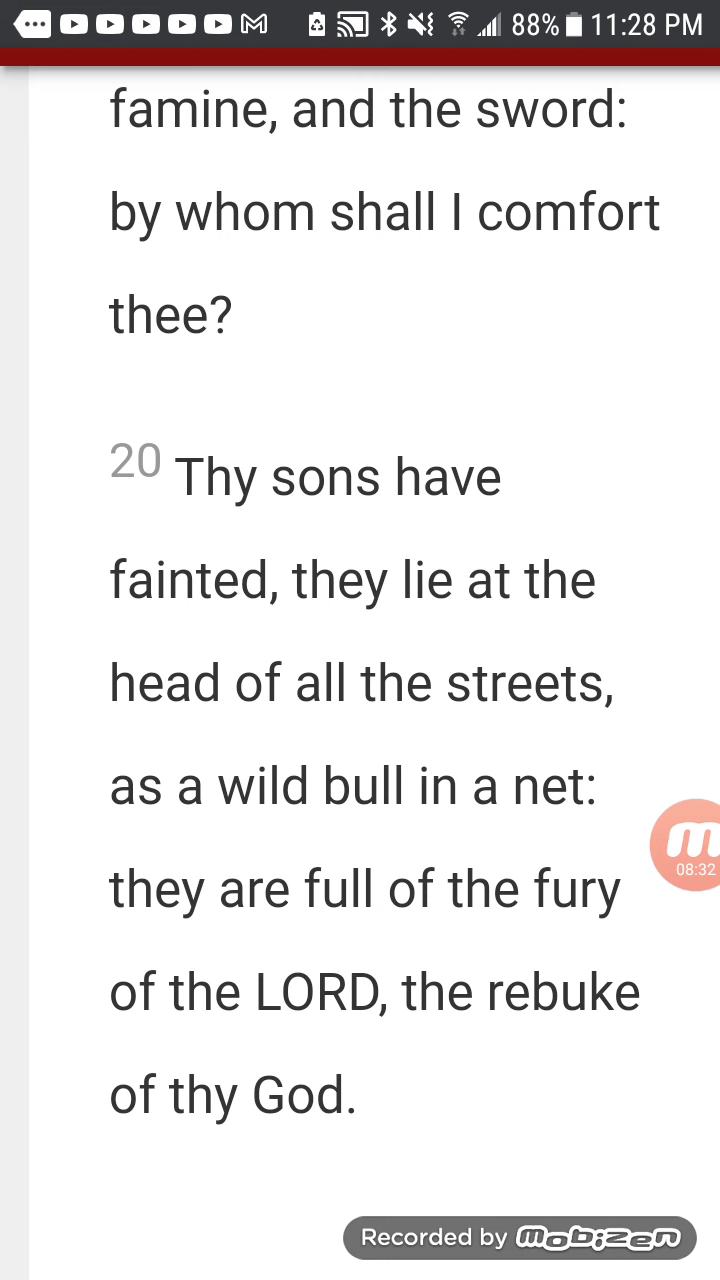 88% 11:28 PM
famine, and the sword:
by whom shall I comfort
thee?
20 Thy sons have
fainted, they lie at the
head of all the streets,
as a wild bull in a net:
they are full of the fury
of the LORD, the rebuke
of thy God.
m
08:32
Recorded by mobizen